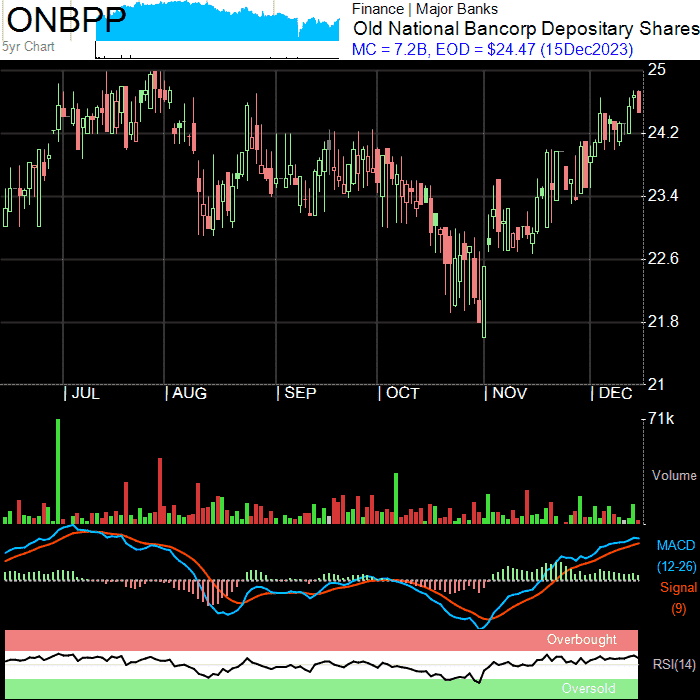 ONBPP
5yr Chart
Finance | Major Banks
Old National Bancorp Depositary Shares
MC = 7.2B, EOD = $24.47 (15Dec2023)
25
24.2
23.4
22.6
21.8
21
| JUL | AUG | SEP | OCT | NOV | DEC
71k
Volume
MACD
(12-26)
Signal
(9)
Overbought
RSI(14)
Oversold